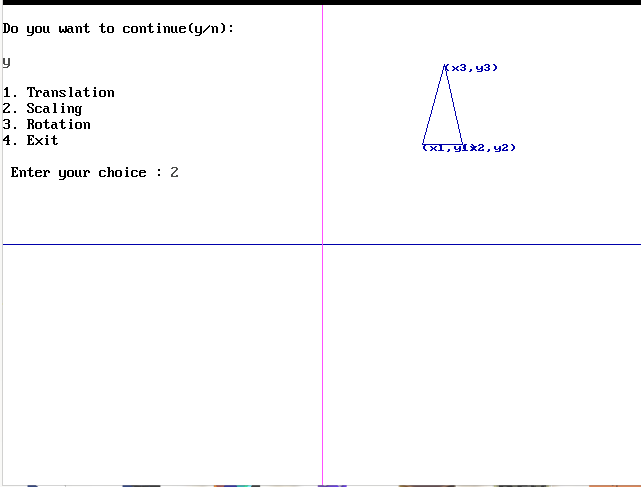 Do you want to continue(y/n):
y
1. Translation
2. Scaling
3. Rotation
4. Exit
Enter your choice : 2
(x3,y3)
(x1,y1)
(x2,y2)